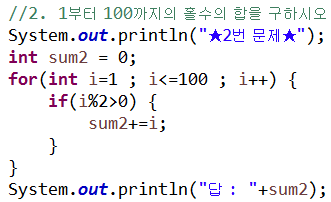 //2. 1부터 100까지의 홀수의 합을 구하시오
System.out.println("★2번 문제★");
int sum2 = 0;
for(int i=1 ; i<=100 ; i++) {
    if(i%2>0) {
        sum2+=i;
    }
}
System.out.println("답 : "+sum2);